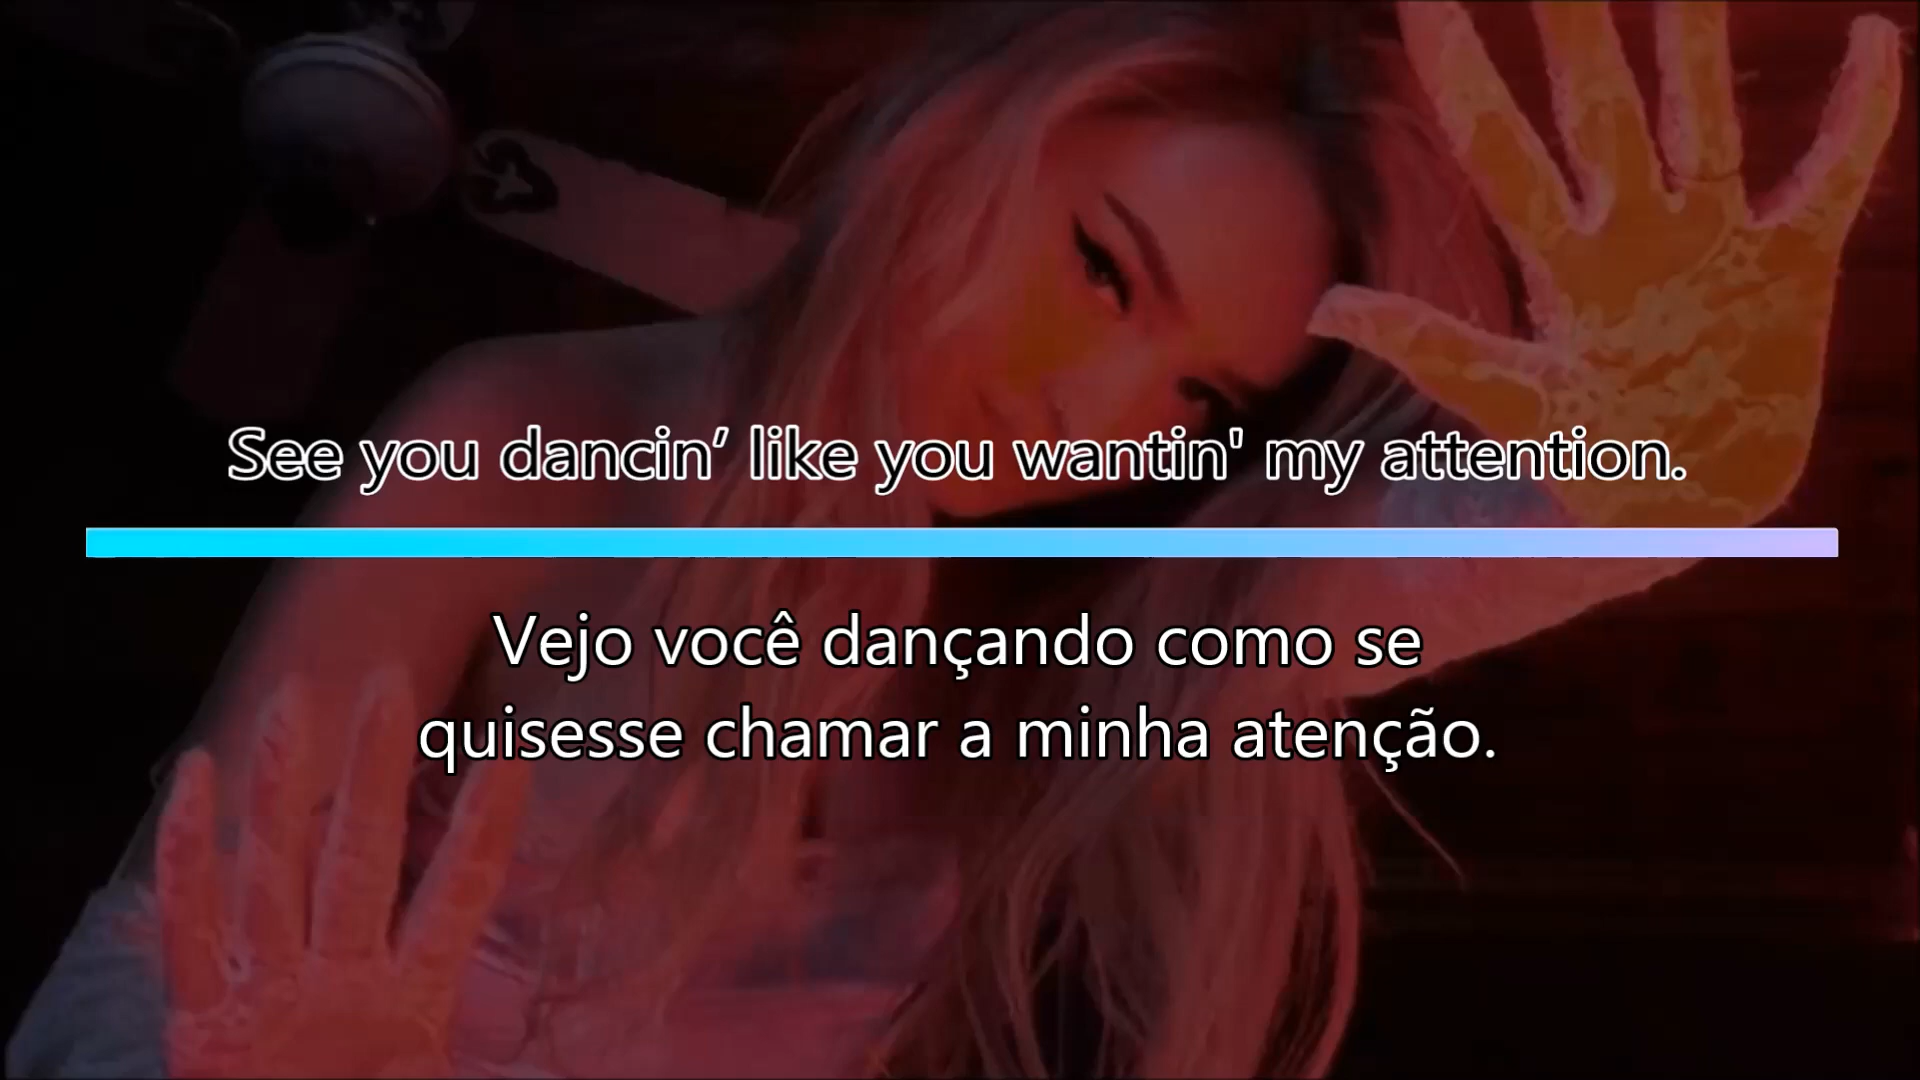 See you dancin’ like you wantin' my attention.
Vejo você dançando como se
quisesse chamar a minha atenção.